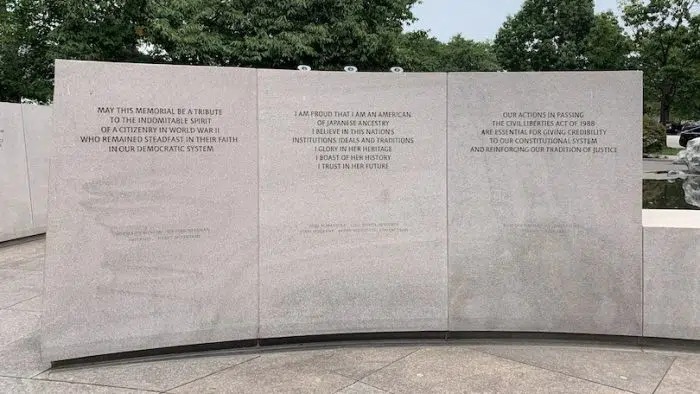 MAY THIS MEMORIAL BE A TRIBUTE
TO THE INDOMITABLE SPIRIT
OF A CITIZENRY IN WORLD WAR II
WHO REMAINED STEADFAST IN THEIR FAITH
IN OUR DEMOCRATIC SYSTEM
I AM PROUD THAT I AM AN AMERICAN
OF JAPANESE ANCESTRY
I BELIEVE IN THIS NATION'S
INSTITUTIONS IDEALS AND TRADITIONS
I GLORY IN HER HERITAGE
I BOAST OF HER HISTORY
I TRUST IN HER FUTURE
OUR ACTIONS IN PASSING
THE CIVIL LIBERTIES ACT OF 1988
ARE ESSENTIAL FOR GIVING CREDIBILITY
TO OUR CONSTITUTIONAL SYSTEM
AND REINFORCING OUR TRADITION OF JUSTICE